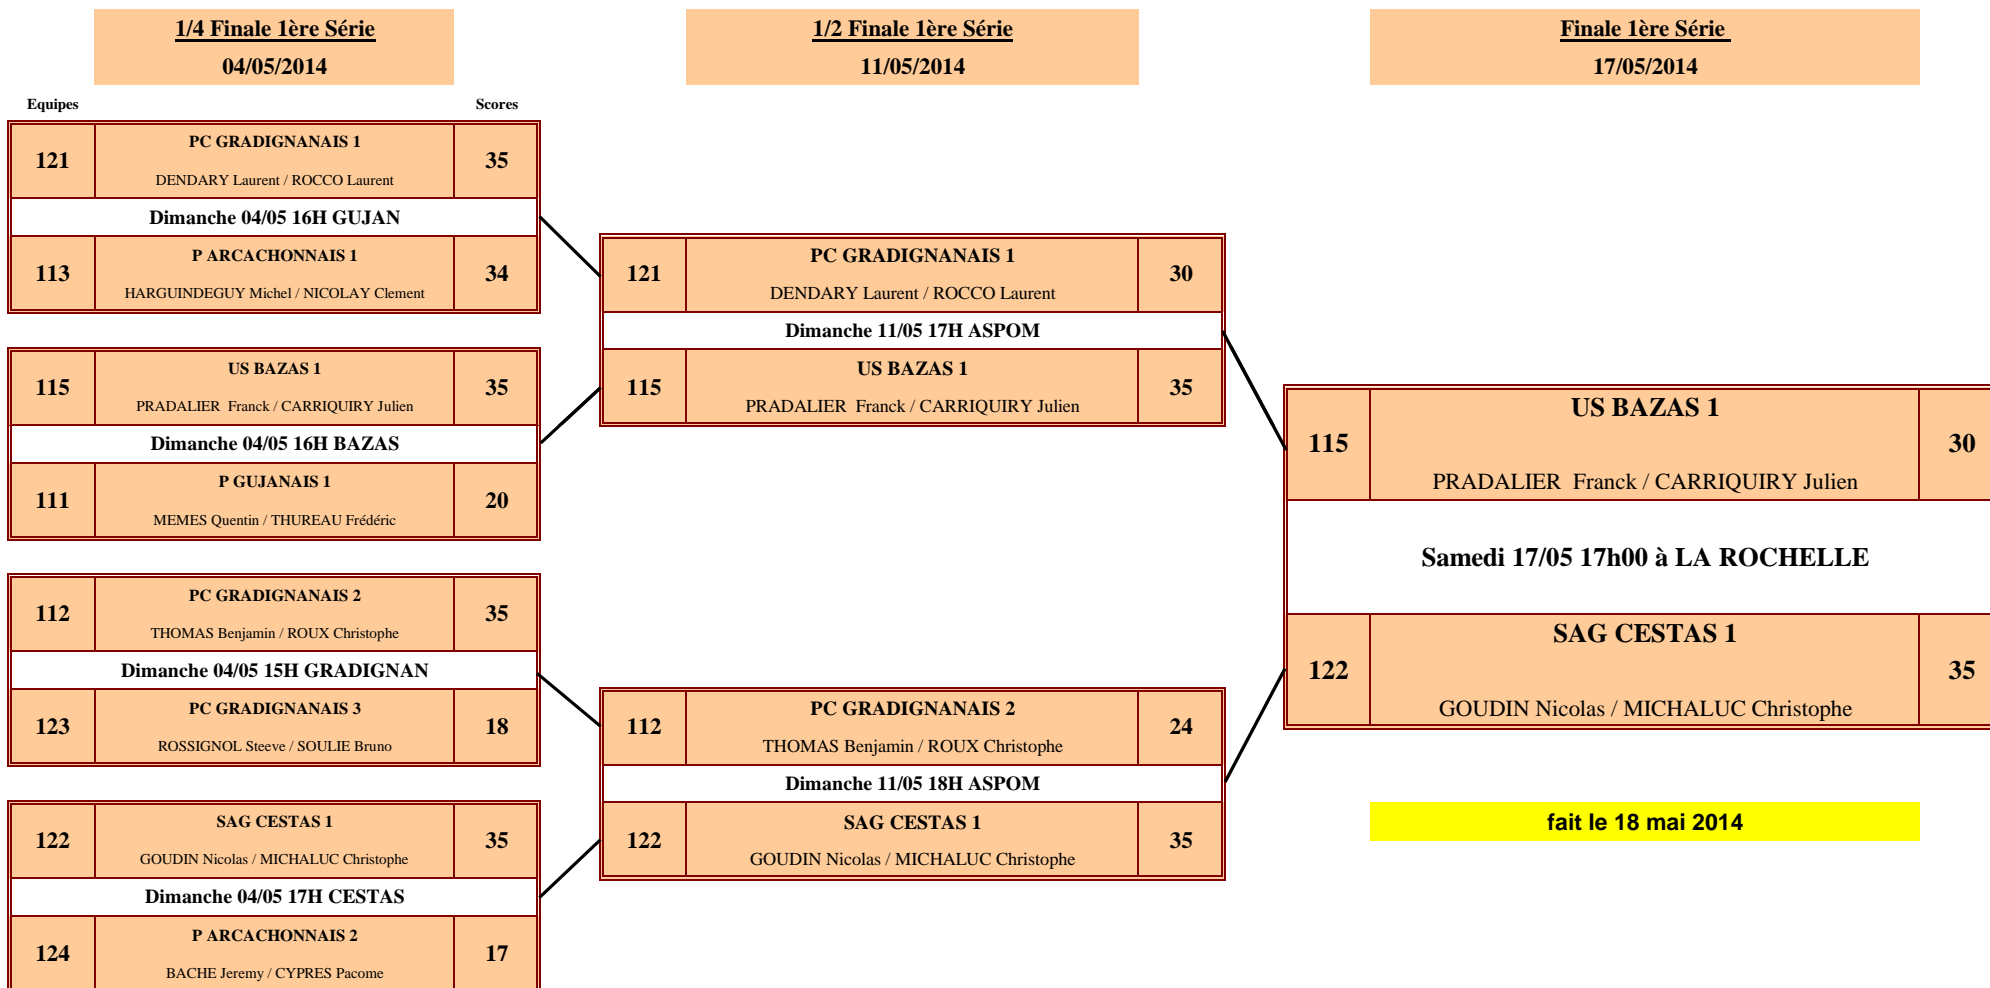 1/4 Finale 1ère Série
04/05/2014
1/2 Finale 1ère Série
11/05/2014
Finale 1ère Série
17/05/2014
Equipes
Scores
121
PC GRADIGNANAIS 1
DENDARY Laurent / ROCCO Laurent
35
Dimanche 04/05 16H GUJAN
113
P ARCACHONNAIS 1
HARGUINDEGUY Michel / NICOLAY Clement
34
115
US BAZAS 1
PRADALIER  Franck / CARRIQUIRY Julien
35
Dimanche 04/05 16H BAZAS
111
P GUJANAIS 1
MEMES Quentin / THUREAU Frédéric
20
112
PC GRADIGNANAIS 2
THOMAS Benjamin / ROUX Christophe
35
Dimanche 04/05 15H GRADIGNAN
123
PC GRADIGNANAIS 3
ROSSIGNOL Steeve / SOULIE Bruno
18
122
SAG CESTAS 1
GOUDIN Nicolas / MICHALUC Christophe
35
Dimanche 04/05 17H CESTAS
124
P ARCACHONNAIS 2
BACHE Jeremy / CYPRES Pacome
17
121
PC GRADIGNANAIS 1
DENDARY Laurent / ROCCO Laurent
30
Dimanche 11/05 17H ASPOM
115
US BAZAS 1
PRADALIER  Franck / CARRIQUIRY Julien
35
112
PC GRADIGNANAIS 2
THOMAS Benjamin / ROUX Christophe
24
Dimanche 11/05 18H ASPOM
122
SAG CESTAS 1
GOUDIN Nicolas / MICHALUC Christophe
35
115
US BAZAS 1
PRADALIER  Franck / CARRIQUIRY Julien
30
Samedi 17/05 17h00 à LA ROCHELLE
122
SAG CESTAS 1
GOUDIN Nicolas / MICHALUC Christophe
35
fait le 18 mai 2014